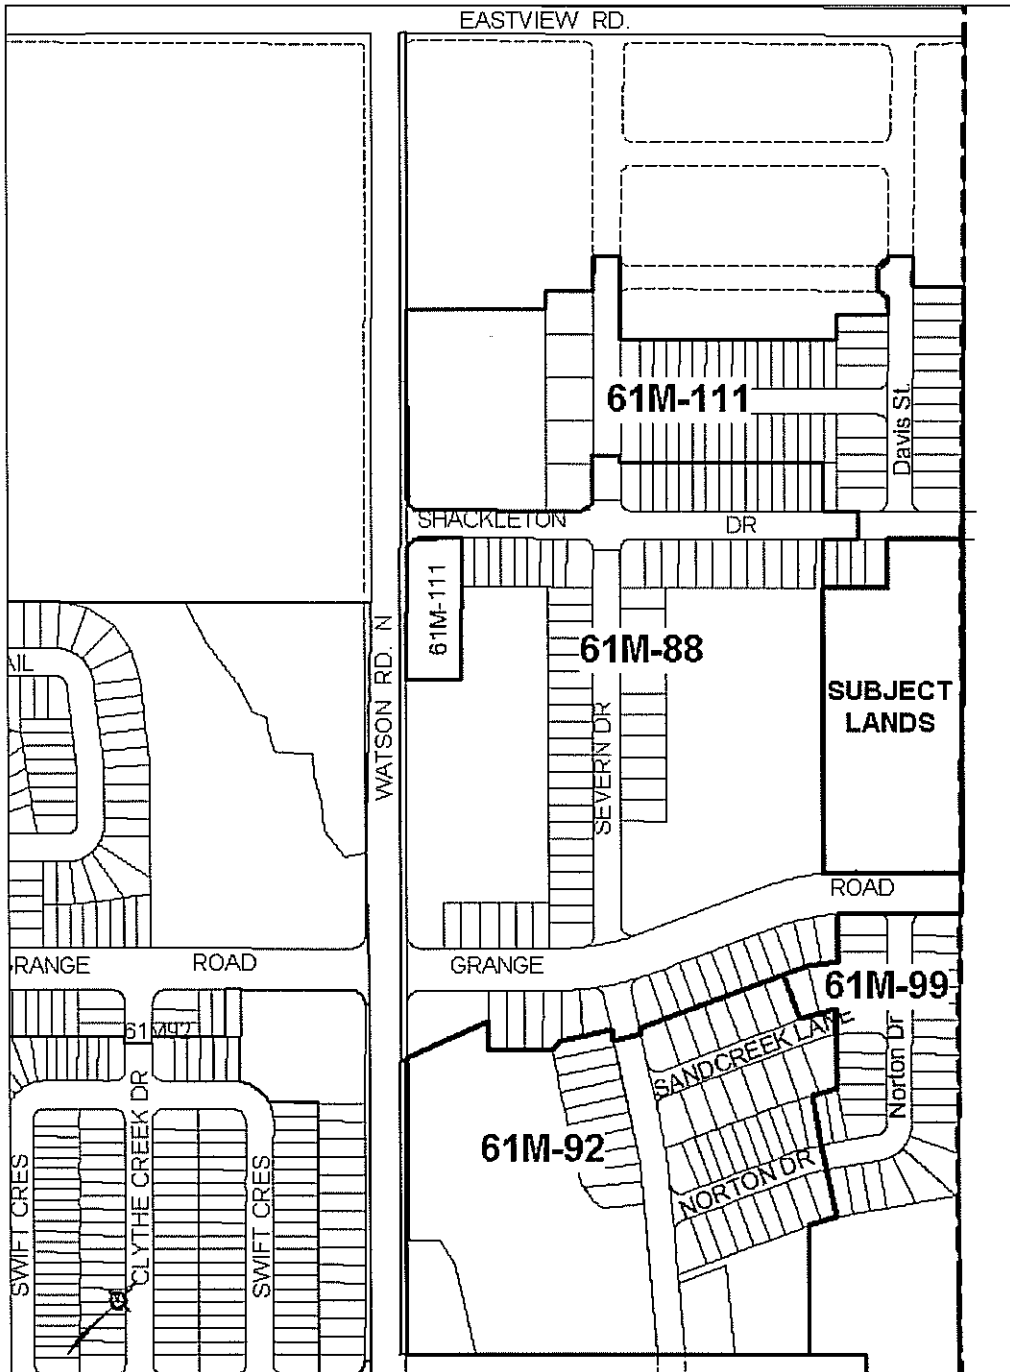 EASTVIEW RD.
61M-111
Davis St.
SHACKLETON DR
61M-111
WATSON RD. N
61M-88
SEVERN DR
SUBJECT
LANDS
AIL
ROAD
RANGE ROAD
GRANGE
61M-99
61M92
SANDCREEK LANE
Norton Dr
61M-92
NORTON DR
SWIFT CRES
CLYTHE CREEK DR
SWIFT CRES